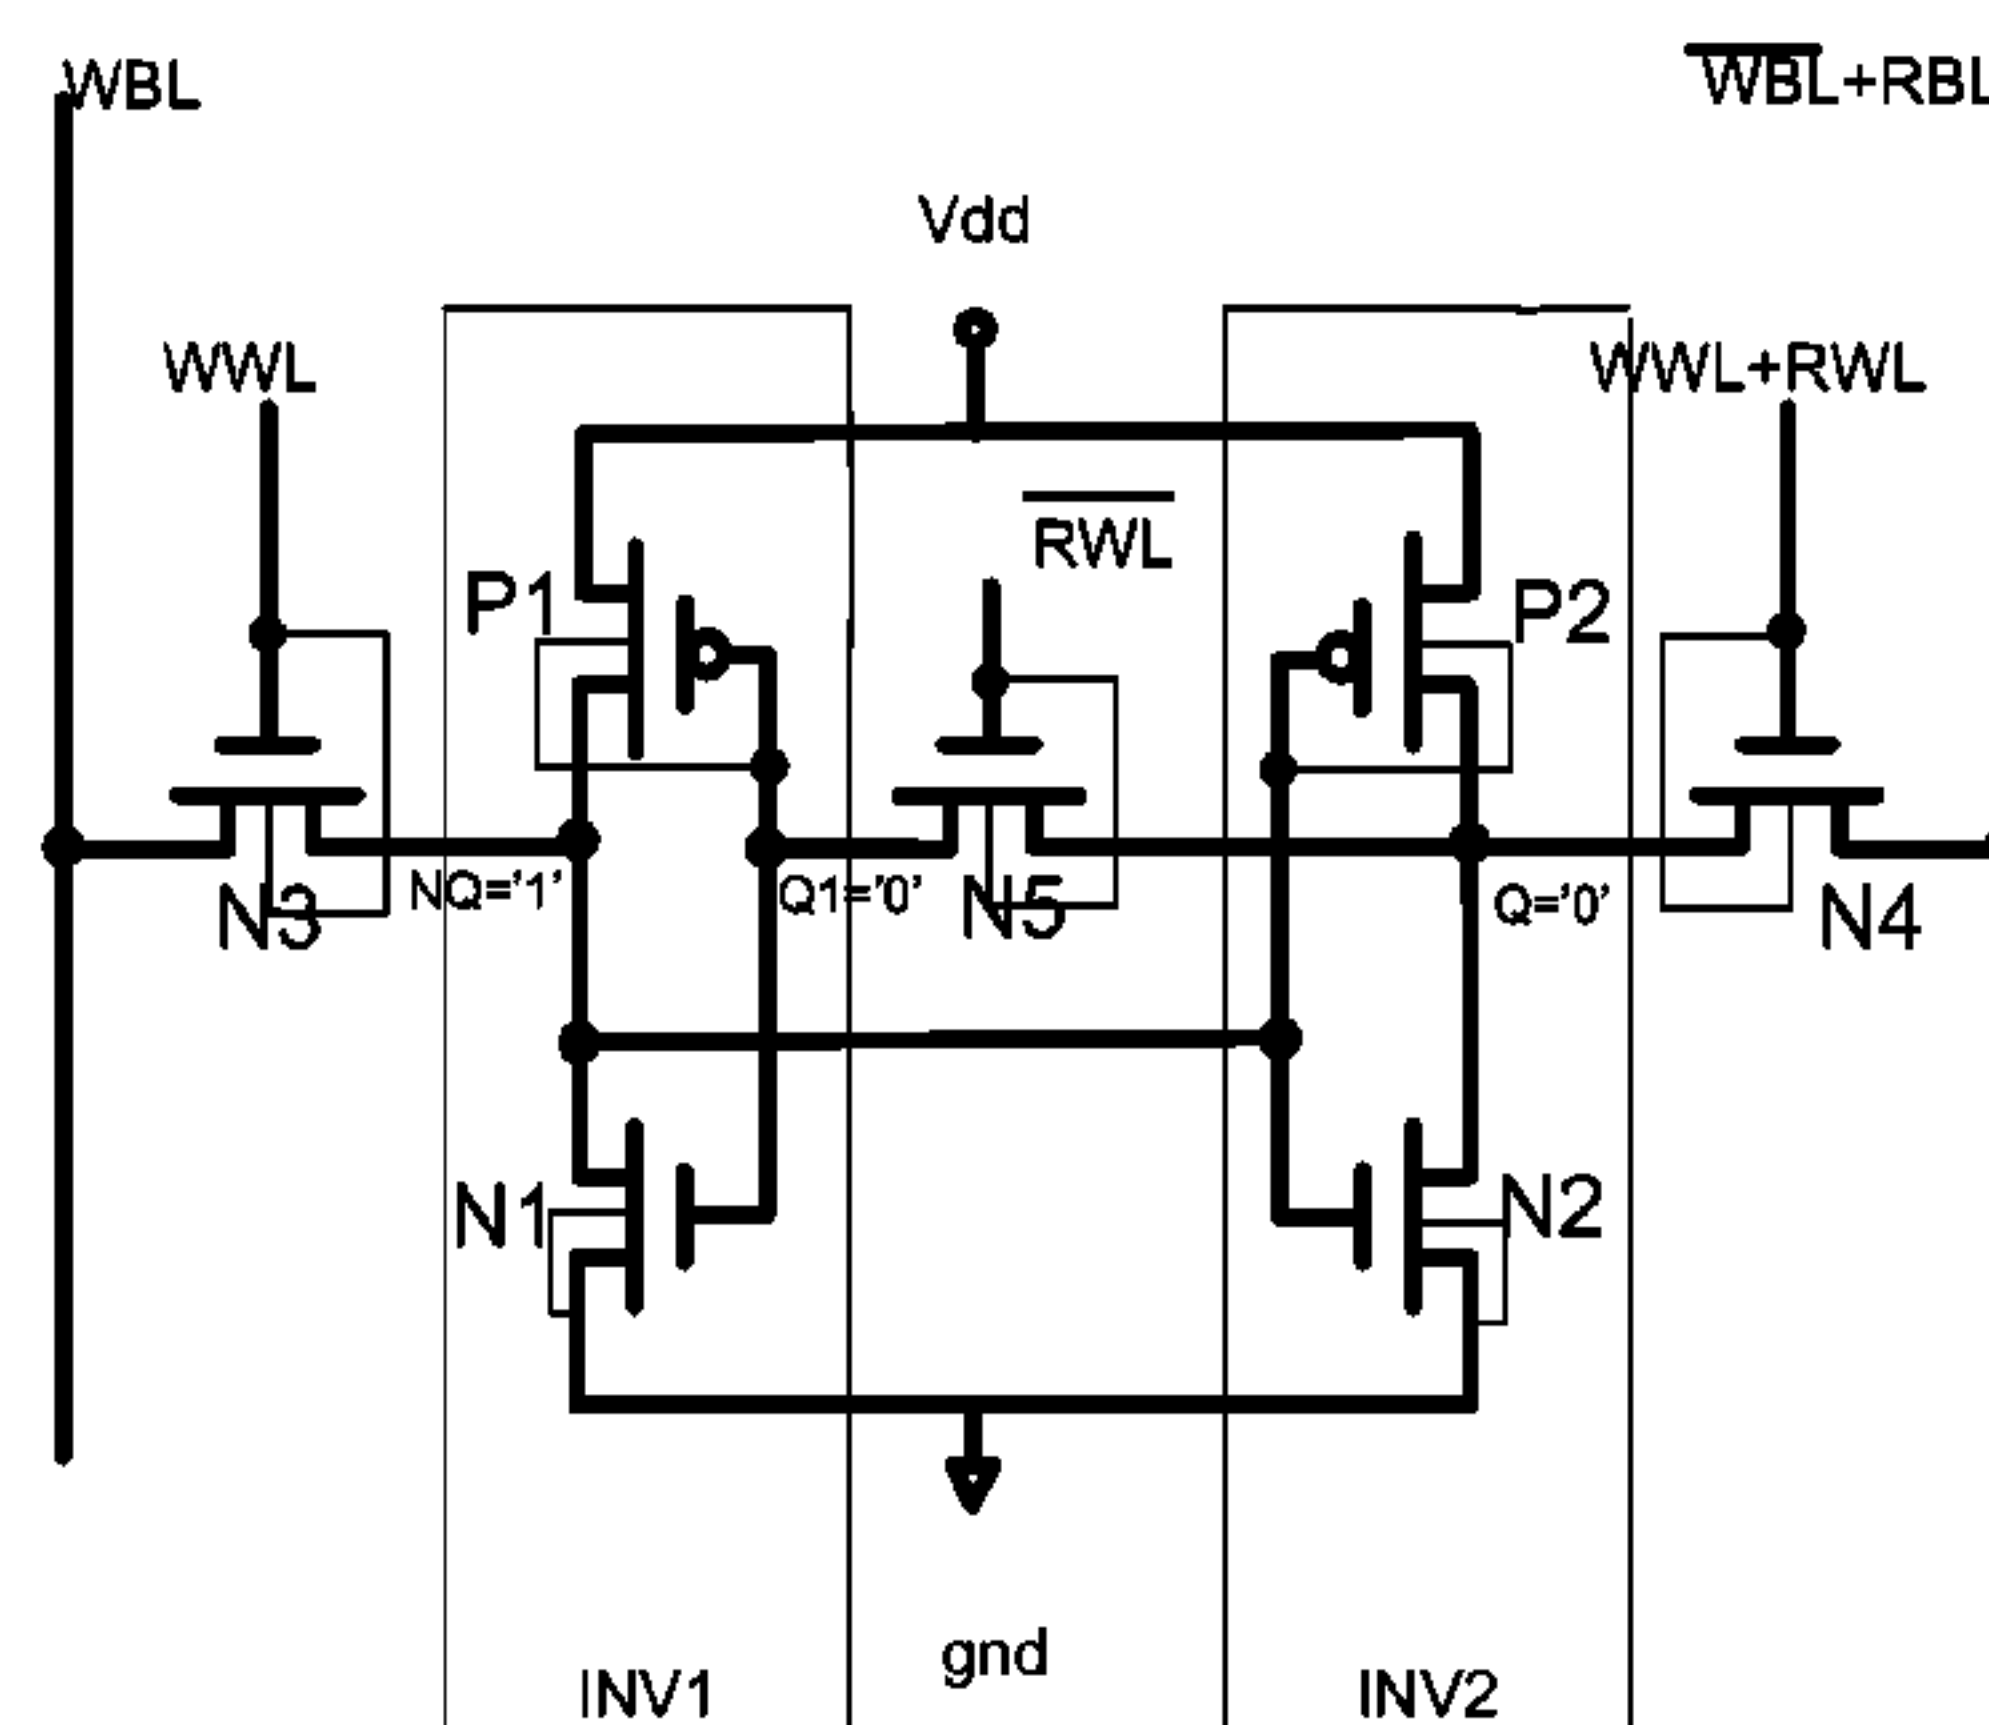 WBL
WBL+RBL
Vdd
WWL
WWL+RWL
RWL
P1
P2
N3
NQ='1'
Q1='0'
N5
Q='0'
N4
N1
N2
gnd
INV1
INV2